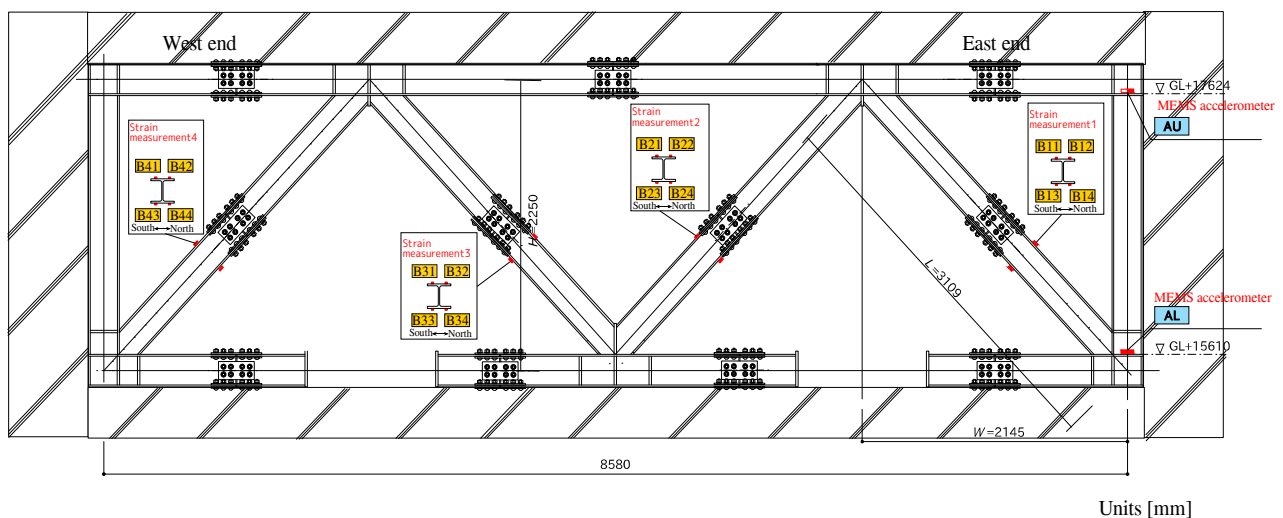 West end
East end
▽ GL+17624
MEMS accelerometer
AU
Strain
measurement4
B41 B42
B43 B44
South North
Strain
measurement2
B21 B22
B23 B24
South North
Strain
measurement1
B11 B12
B13 B14
South North
H=2250
Strain
measurement3
B31 B32
B33 B34
South North
L=3109
MEMS accelerometer
AL
▽ GL+15610
W=2145
8580
Units [mm]